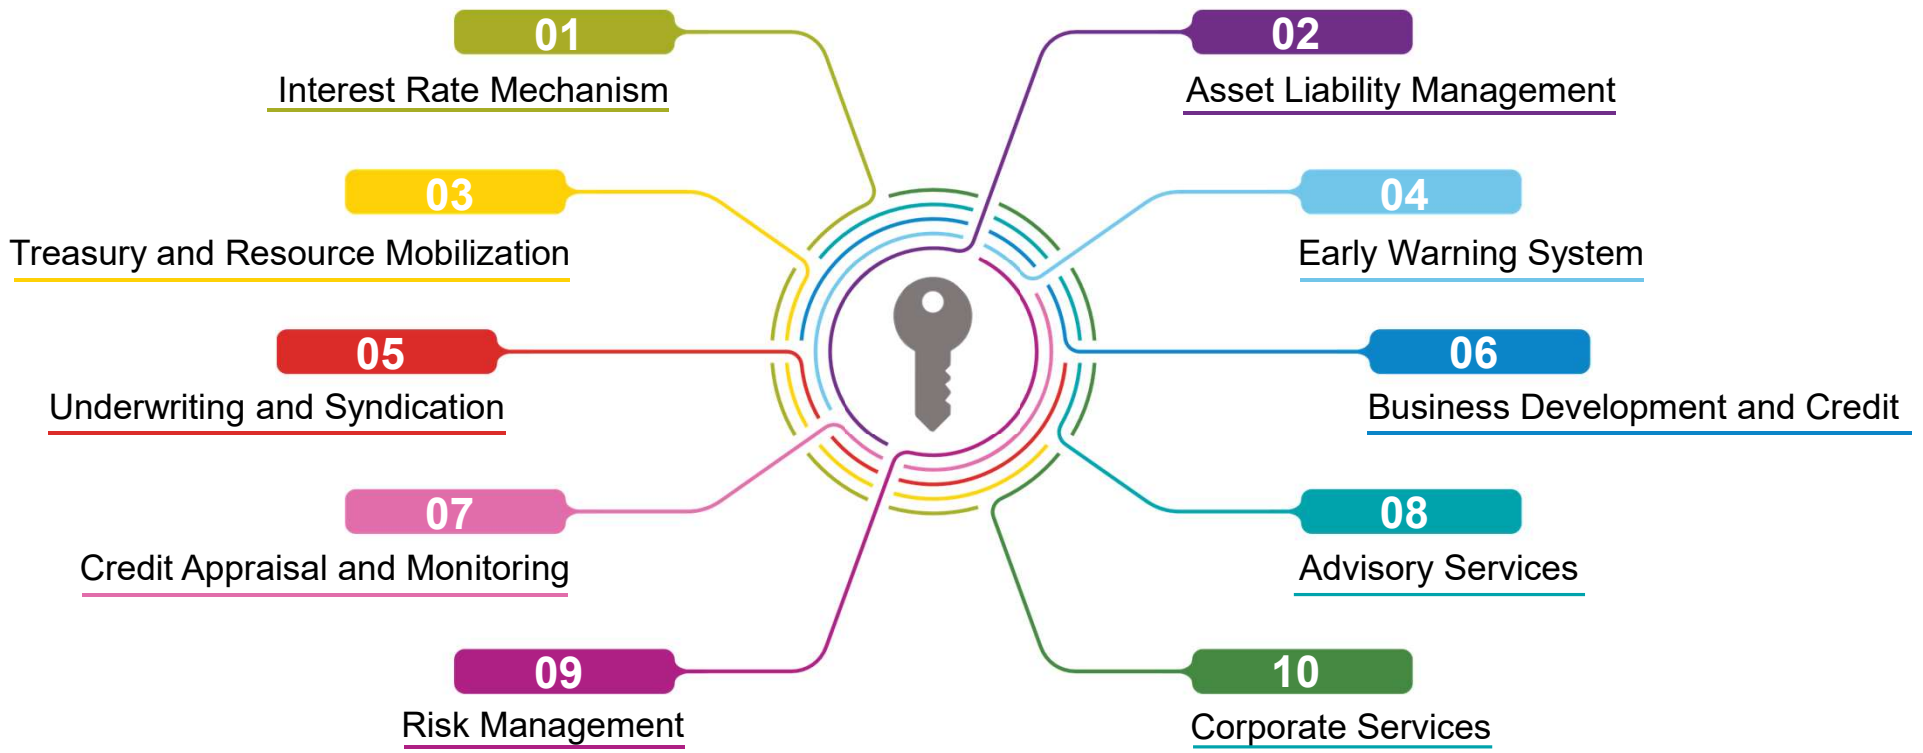 01
Interest Rate Mechanism
02
Asset Liability Management
03
Treasury and Resource Mobilization
04
Early Warning System
05
Underwriting and Syndication
06
Business Development and Credit
07
Credit Appraisal and Monitoring
08
Advisory Services
09
Risk Management
10
Corporate Services